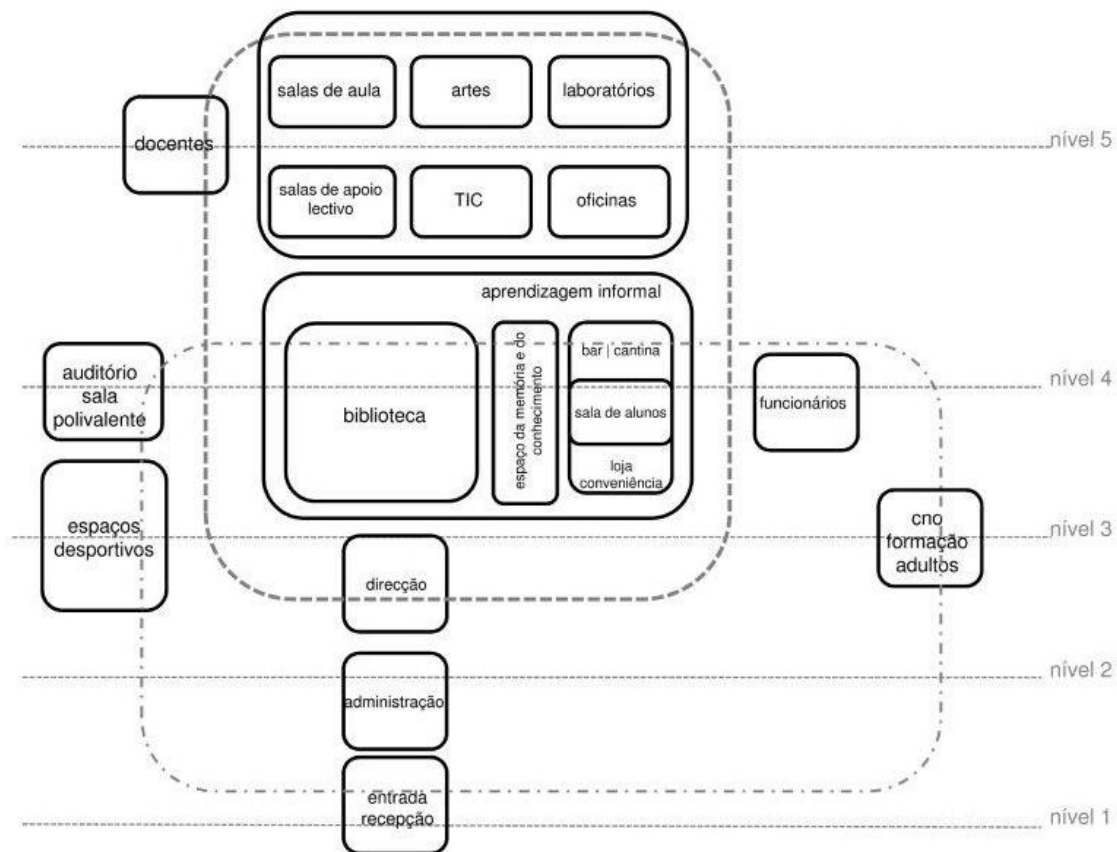 salas de aula
artes
laboratórios
docentes
nível 5
salas de apoio
lectivo
TIC
oficinas
aprendizagem informal
auditório
sala
polivalente
biblioteca
espaço da memória e do
conhecimento
bar | cantina
sala de alunos
loja
conveniência
funcionários
nível 4
espaços
desportivos
cno
formação
adultos
nível 3
direcção
administração
nível 2
entrada
recepção
nível 1